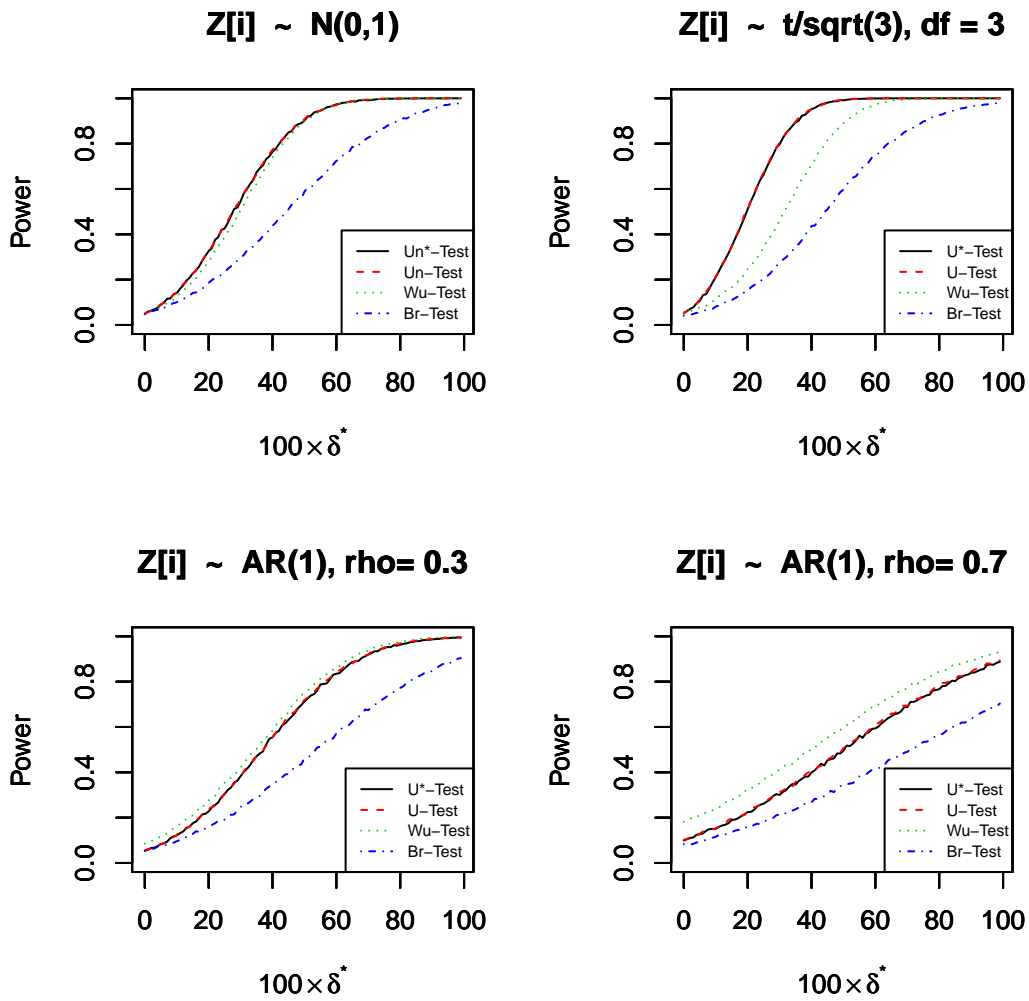 Z[i] ~ N(0,1)
Power
0.0 0.4 0.8
Un*−Test
Un−Test
Wu−Test
Br−Test
0 20 40 60 80 100
100×δ*
Z[i] ~ t/sqrt(3), df = 3
Power
0.0 0.4 0.8
U*−Test
U−Test
Wu−Test
Br−Test
0 20 40 60 80 100
100×δ*
Z[i] ~ AR(1), rho= 0.3
Power
0.0 0.4 0.8
U*−Test
U−Test
Wu−Test
Br−Test
0 20 40 60 80 100
100×δ*
Z[i] ~ AR(1), rho= 0.7
Power
0.0 0.4 0.8
U*−Test
U−Test
Wu−Test
Br−Test
0 20 40 60 80 100
100×δ*